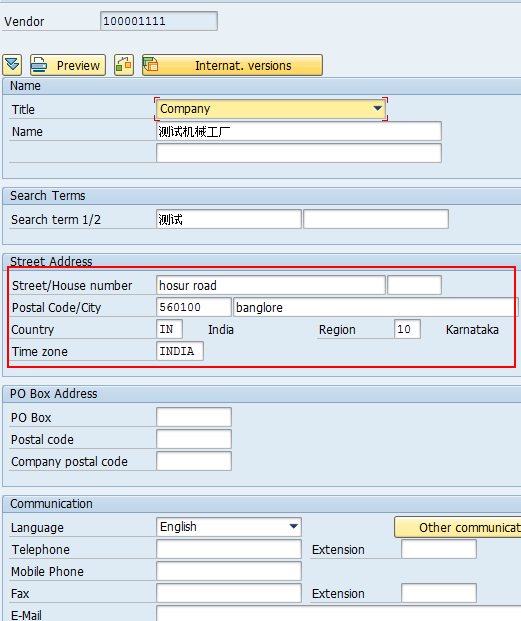 Vendor 100001111
Preview Internat. versions
Name
Title Company
Name 测试机械工厂
Search Terms
Search term 1/2 测试
Street Address
Street/House number hosur road
Postal Code/City 560100 banglore
Country IN India Region 10 Karnataka
Time zone INDIA
PO Box Address
PO Box
Postal code
Company postal code
Communication
Language English
Other communicat
Telephone Extension
Mobile Phone
Fax Extension
E-Mail